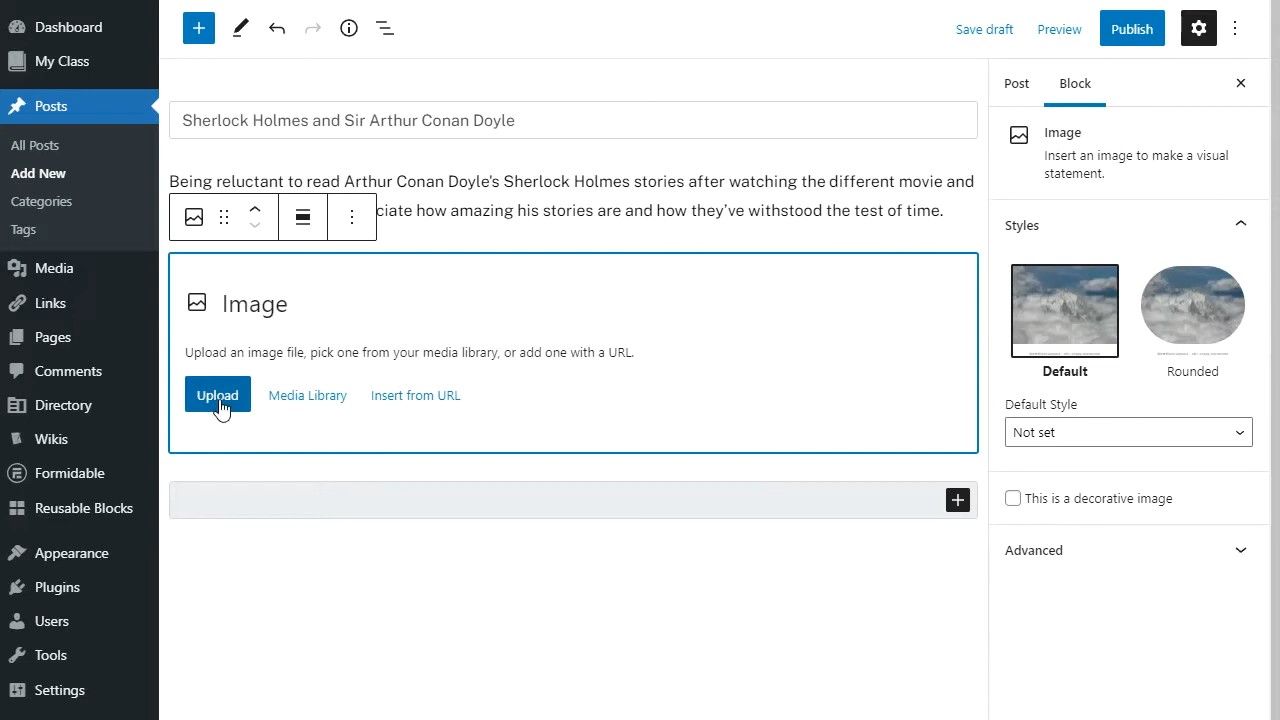 Dashboard
My Class
Posts
All Posts
Add New
Categories
Tags
Media
Links
Pages
Comments
Directory
Wikis
Formidable
Reusable Blocks
Appearance
Plugins
Users
Tools
Settings
Save draft
Preview
Publish
Sherlock Holmes and Sir Arthur Conan Doyle
Being reluctant to read Arthur Conan Doyle's Sherlock Holmes stories after watching the different movie and
how amazing his stories are and how they've withstood the test of time.
Image
Upload an image file, pick one from your media library, or add one with a URL.
Upload
Media Library
Insert from URL
Post
Block
Image
Insert an image to make a visual
statement.
Styles
Default
Rounded
Default Style
Not set
This is a decorative image
Advanced